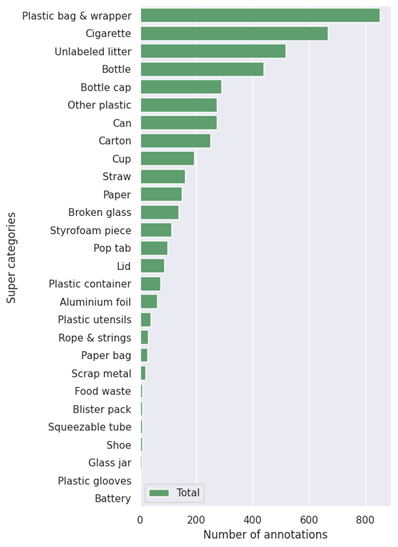 Super categories
Plastic bag & wrapper
Cigarette
Unlabeled litter
Bottle
Bottle cap
Other plastic
Can
Carton
Cup
Straw
Paper
Broken glass
Styrofoam piece
Pop tab
Lid
Plastic container
Aluminium foil
Plastic utensils
Rope & strings
Paper bag
Scrap metal
Food waste
Blister pack
Squeezable tube
Shoe
Glass jar
Plastic glooves
Battery
Total
0 200 400 600 800
Number of annotations